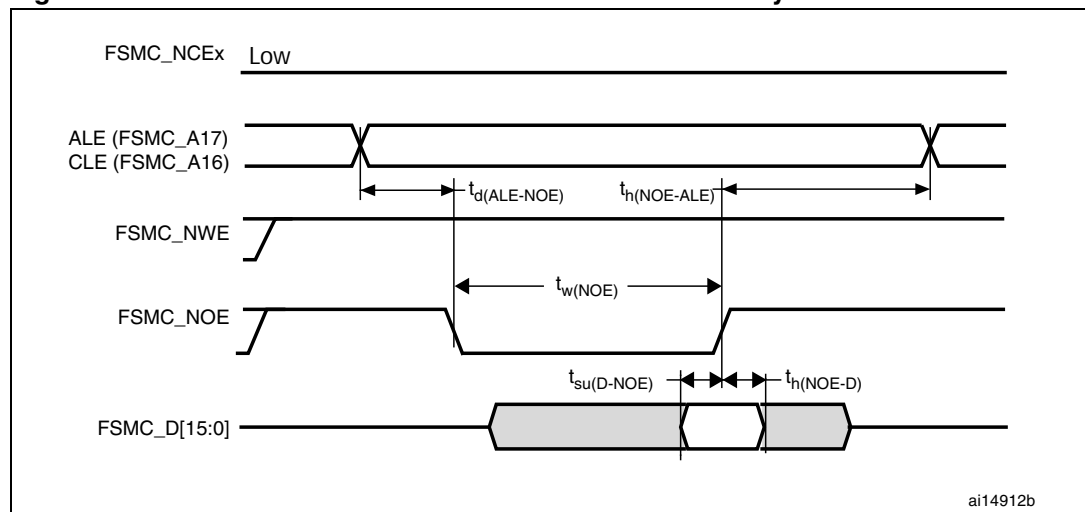 FSMC_NCEx Low
ALE (FSMC_A17)
CLE (FSMC_A16)
td(ALE-NOE) th(NOE-ALE)
FSMC_NWE
tw(NOE)
FSMC_NOE
tsu(D-NOE) th(NOE-D)
FSMC_D[15:0]
ai14912b